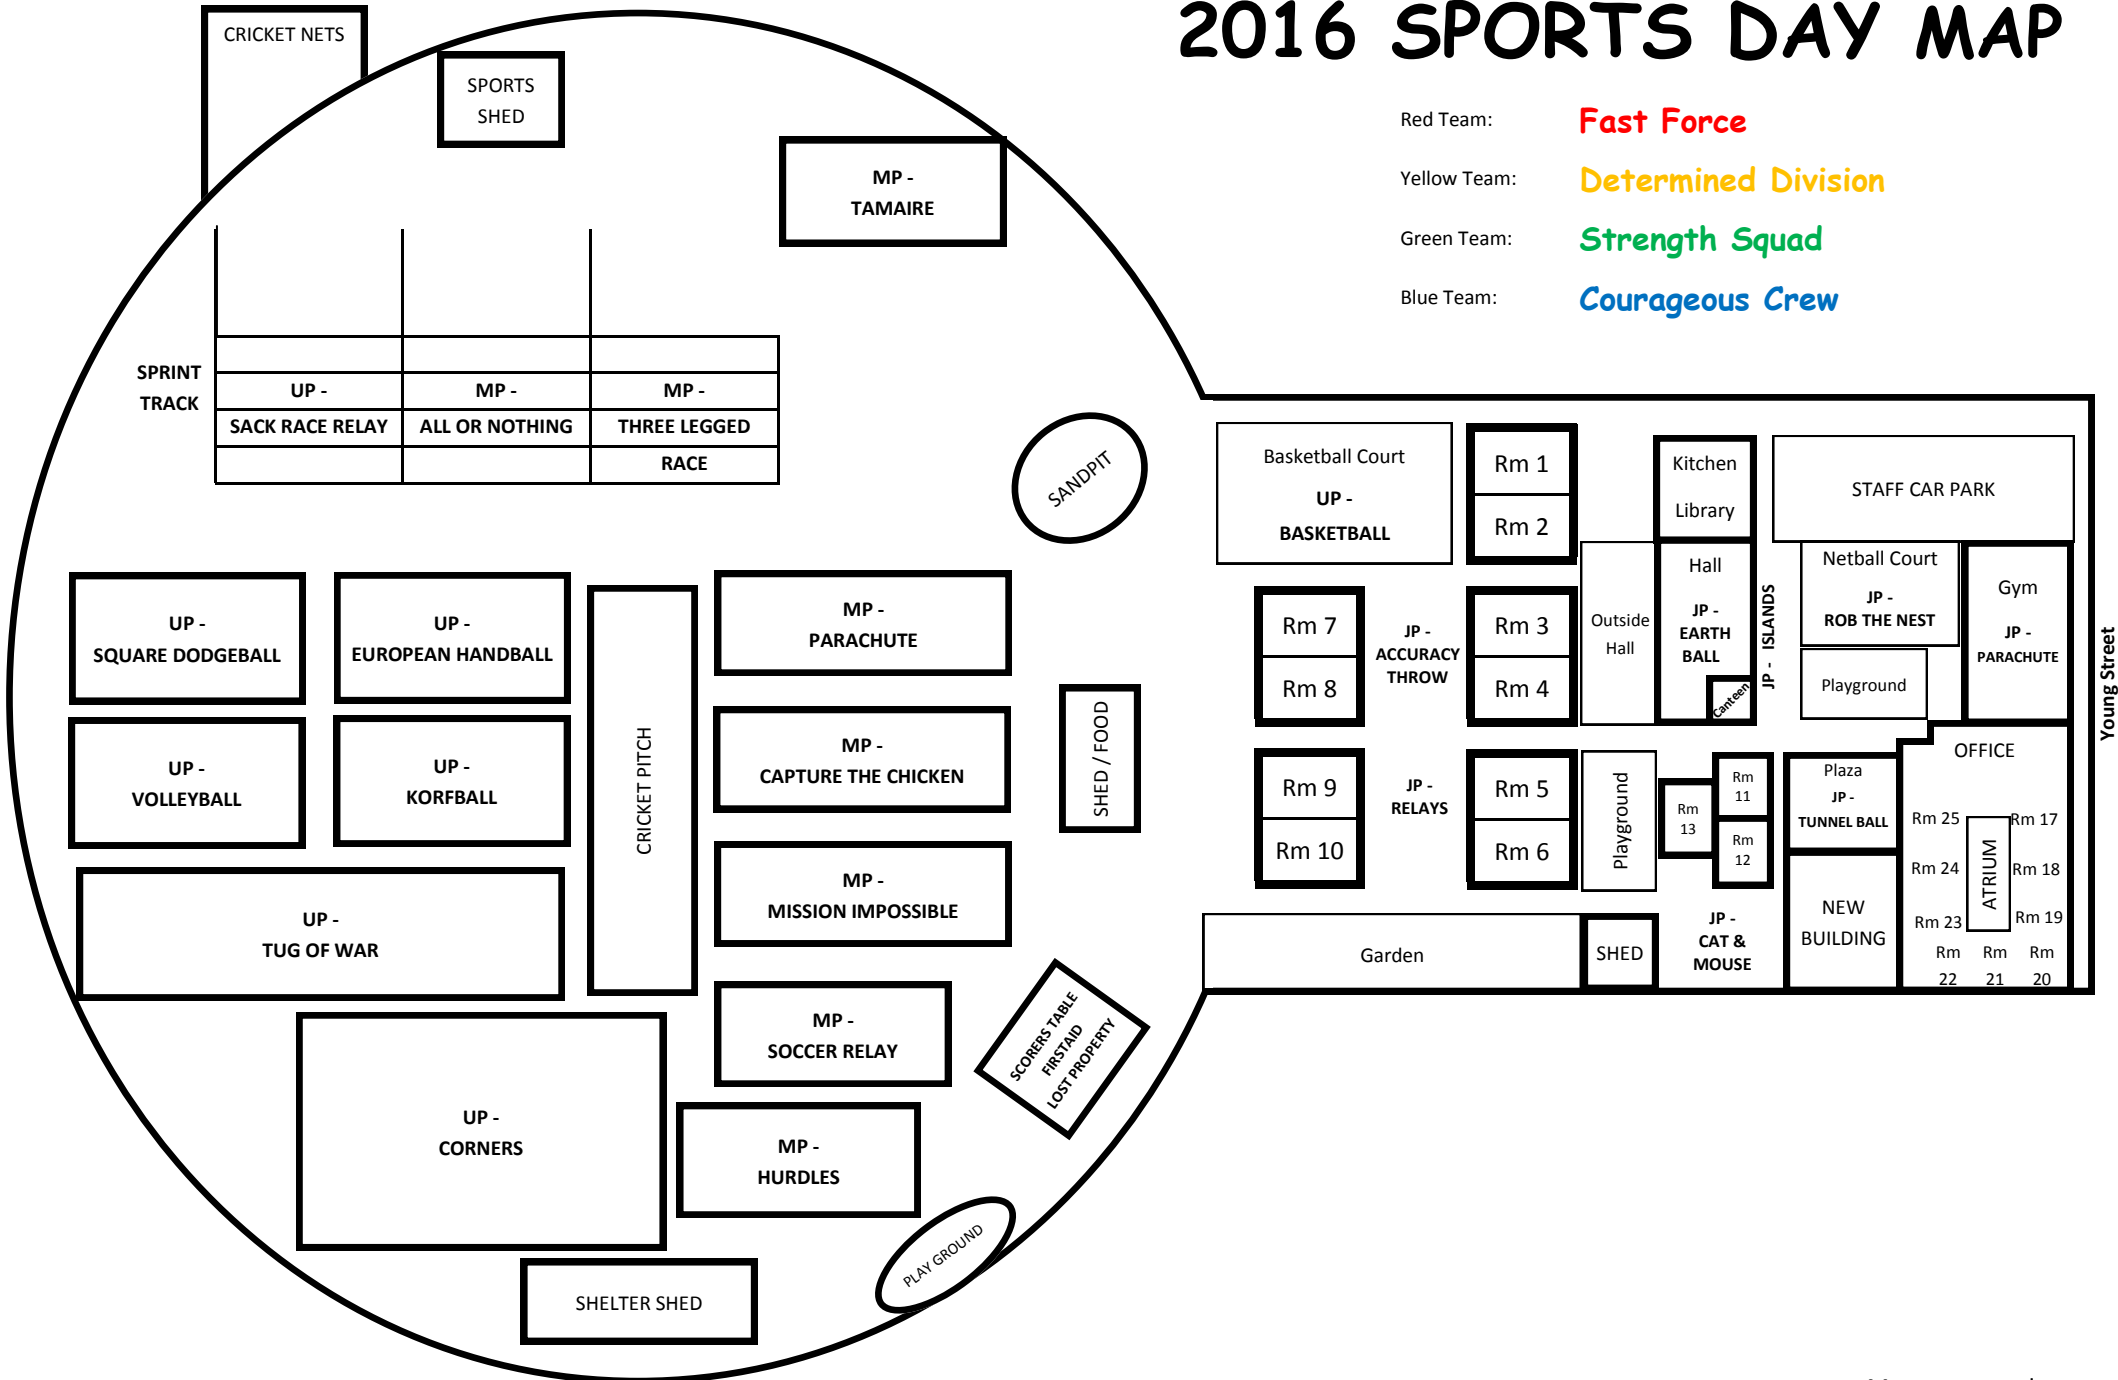 2016 SPORTS DAY MAP
Red Team: Fast Force
Yellow Team: Determined Division
Green Team: Strength Squad
Blue Team: Courageous Crew
CRICKET NETS
SPORTS
SHED
MP -
TAMAIRE
SPRINT
TRACK
UP -
SACK RACE RELAY
MP -
ALL OR NOTHING
MP -
THREE LEGGED
RACE
SANDPIT
UP -
SQUARE DODGEBALL
UP -
EUROPEAN HANDBALL
UP -
VOLLEYBALL
UP -
KORFBALL
UP -
TUG OF WAR
CRICKET PITCH
MP -
PARACHUTE
MP -
CAPTURE THE CHICKEN
MP -
MISSION IMPOSSIBLE
MP -
SOCCER RELAY
UP -
CORNERS
MP -
HURDLES
SHED / FOOD
SCORERS TABLE
FIRSTAID
LOST PROPERTY
PLAY GROUND
SHELTER SHED
Basketball Court
UP -
BASKETBALL
Rm 1
Rm 2
Rm 7
Rm 8
JP -
ACCURACY
THROW
Rm 3
Rm 4
Rm 9
Rm 10
JP -
RELAYS
Rm 5
Rm 6
Outside
Hall
Kitchen
Library
Hall
JP -
EARTH
BALL
Canteen
JP - ISLANDS
STAFF CAR PARK
Netball Court
JP -
ROB THE NEST
Playground
Gym
JP -
PARACHUTE
Young Street
Playground
Rm
11
Rm
13
Rm
12
Plaza
JP -
TUNNEL BALL
NEW
BUILDING
OFFICE
Rm 25
Rm 17
Rm 24
ATRIUM
Rm 18
Rm 23
Rm 19
Rm
22
Rm
21
Rm
20
Garden
SHED
JP -
CAT &
MOUSE